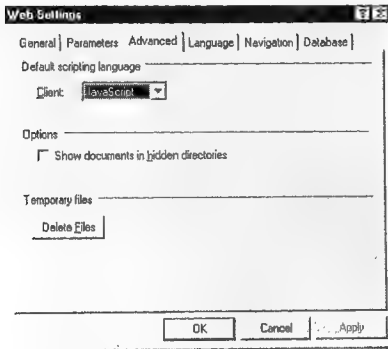 Web Settings
General Parameters Advanced Language Navigation Database
Default scripting language
Client: JavaScript
Options
Show documents in hidden directories
Temporary files
Delete Files
OK Cancel Apply